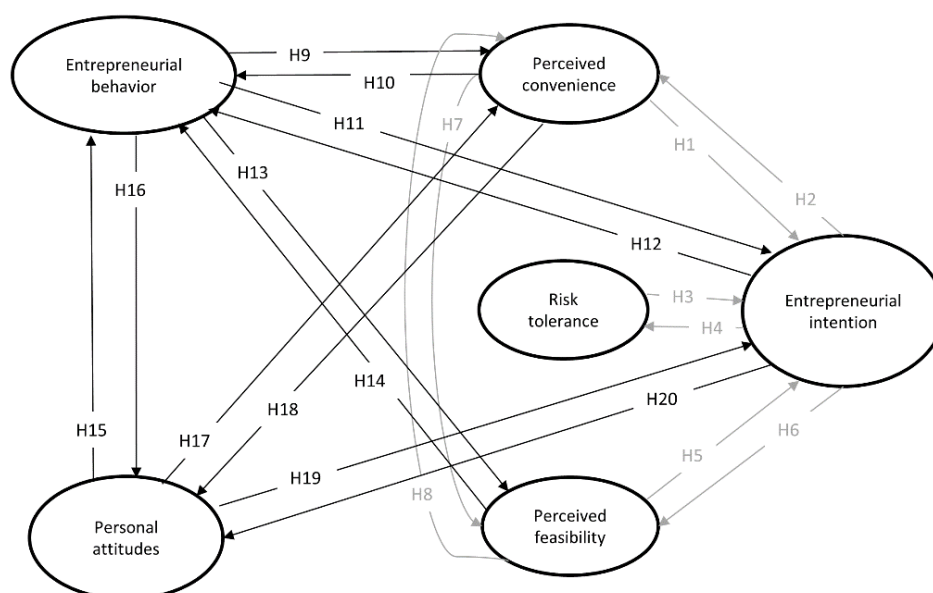 Entrepreneurial
behavior
H9
H10
Perceived
convenience
H7
H11
H1
H13
H16
H2
H12
Risk
tolerance
H3
H4
Entrepreneurial
intention
H14
H20
H18
H15
H17
H19
H5
H6
H8
Personal
attitudes
Perceived
feasibility